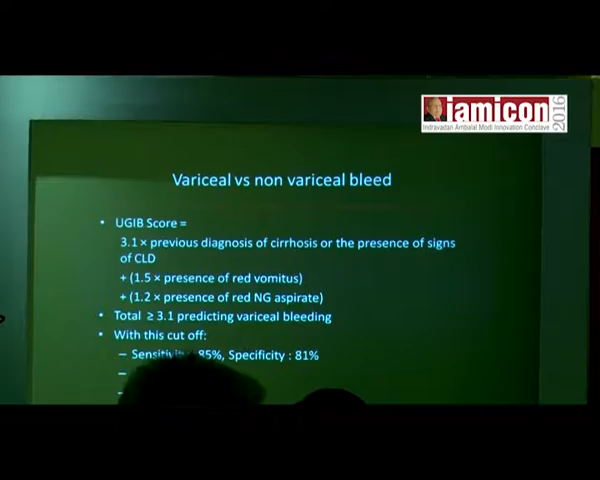 iamicon 2016
Indravadan Ambalal Modi Innovation Conclave
Variceal vs non variceal bleed
• UGIB Score =
3.1 × previous diagnosis of cirrhosis or the presence of signs
of CLD
+ (1.5 × presence of red vomitus)
+ (1.2 × presence of red NG aspirate)
• Total ≥ 3.1 predicting variceal bleeding
• With this cut off:
– Sensitivity : 85%, Specificity : 81%